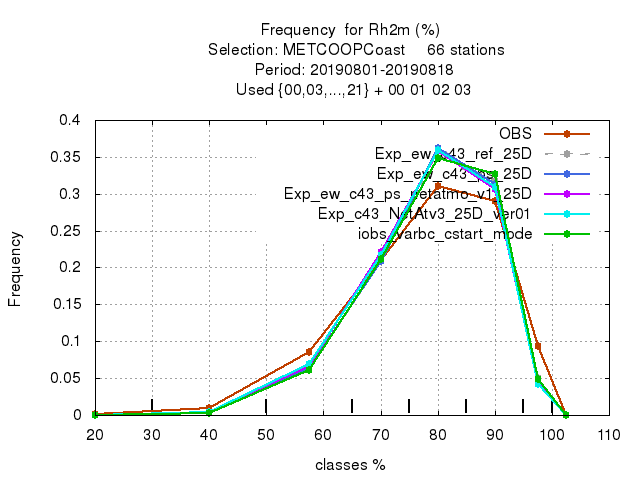 Frequency for Rh2m (%)
Selection: METCOOPCoast 66 stations
Period: 20190801-20190818
Used {00,03,...,21} + 00 01 02 03
0.4
0.35
0.3
0.25
0.2
0.15
0.1
0.05
0
Frequency
OBS
Exp_ew_c43_ref_25D
Exp_ew_c43_ps_25D
Exp_ew_c43_ps_netatmo_v1_25D
Exp_c43_NetAtv3_25D_ver01
iobs_varbc_cstart_mode
20 30 40 50 60 70 80 90 100 110
classes %